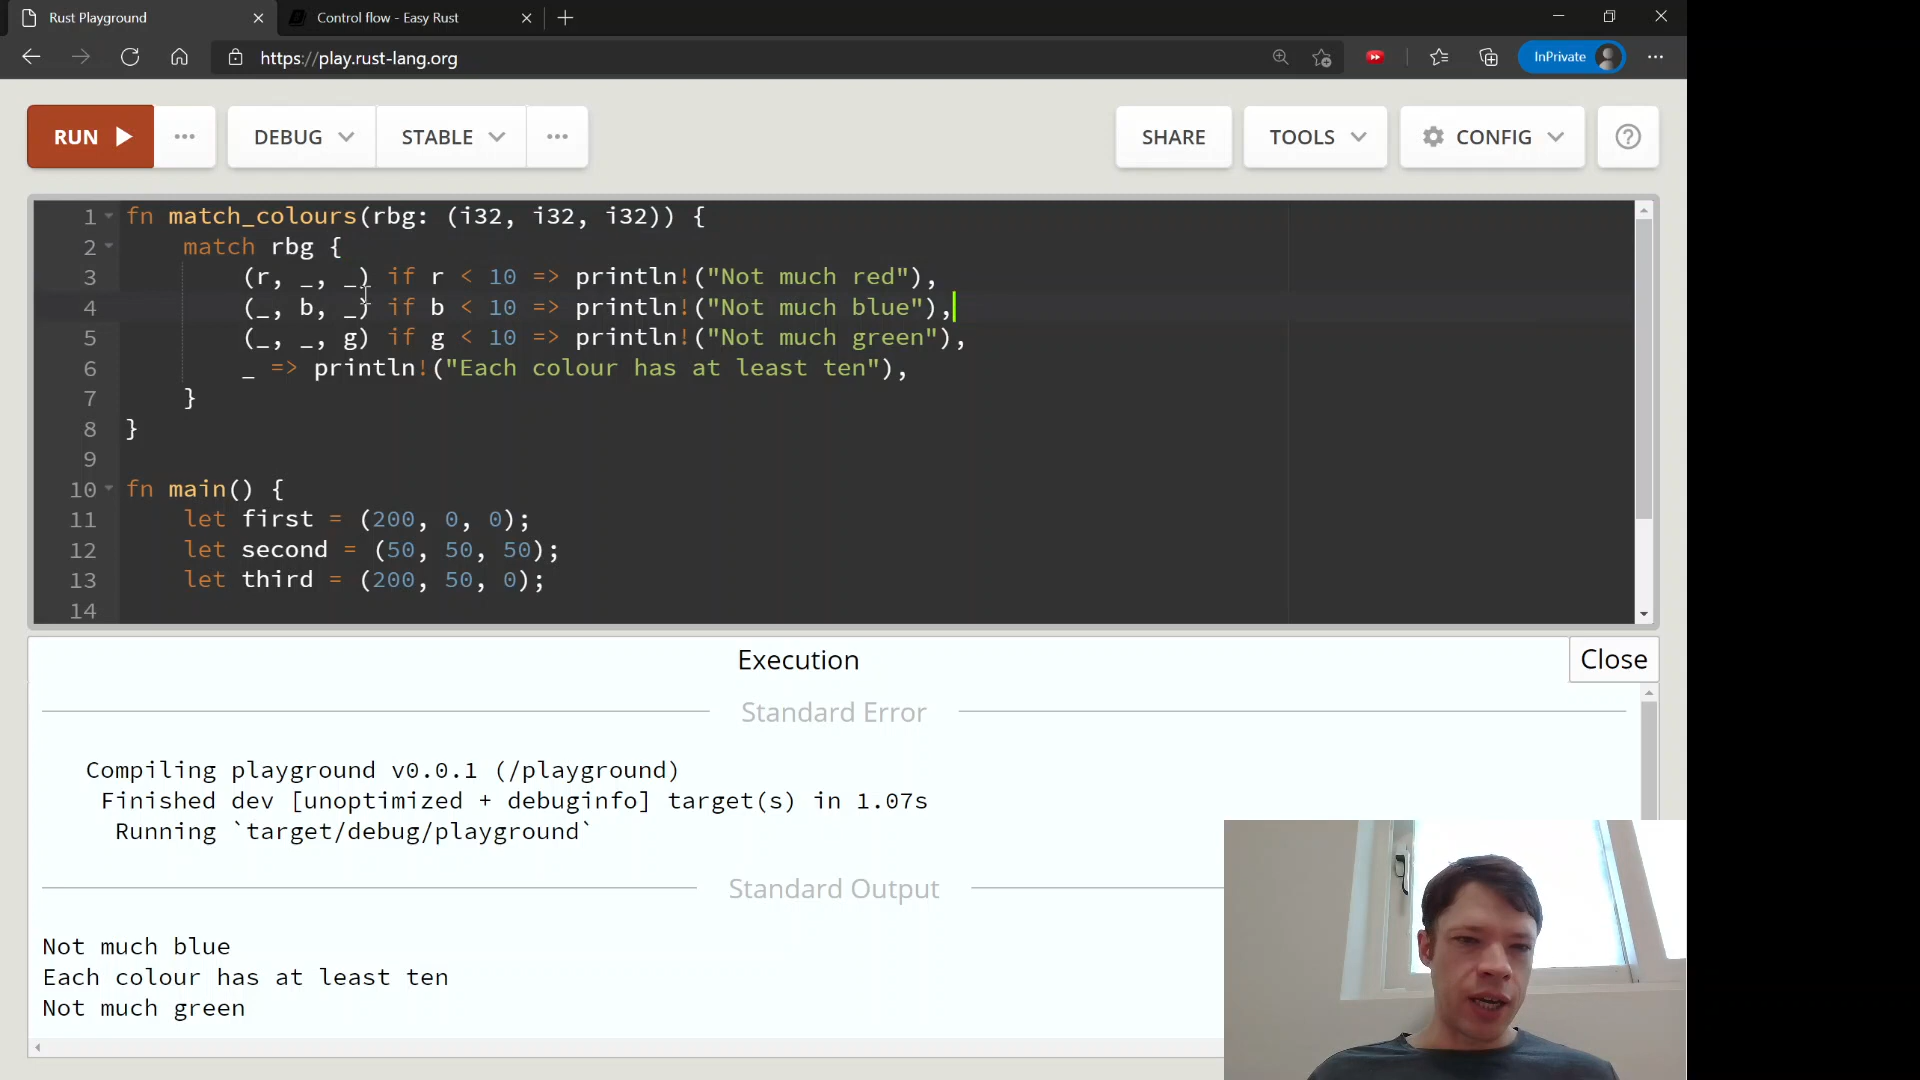 Rust Playground
Control flow - Easy Rust
https://play.rust-lang.org
InPrivate
RUN
DEBUG
STABLE
SHARE
TOOLS
CONFIG
1 fn match_colours(rbg: (i32, i32, i32)) {
2 match rbg {
3 (r, _, _) if r < 10 => println!("Not much red"),
4 (_, b, _) if b < 10 => println!("Not much blue"),
5 (_, _, g) if g < 10 => println!("Not much green"),
6 _ => println!("Each colour has at least ten"),
7 }
8 }
9
10 fn main() {
11 let first = (200, 0, 0);
12 let second = (50, 50, 50);
13 let third = (200, 50, 0);
14
Execution
Close
Standard Error
Compiling playground v0.0.1 (/playground)
Finished dev [unoptimized + debuginfo] target(s) in 1.07s
Running `target/debug/playground`
Standard Output
Not much blue
Each colour has at least ten
Not much green